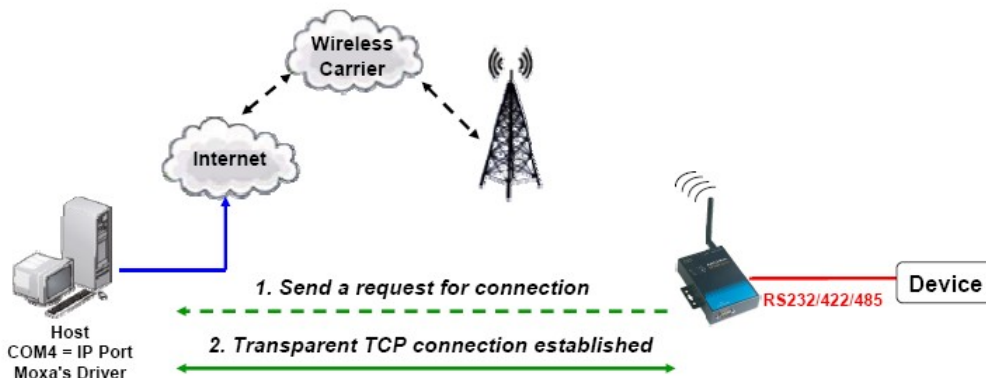 Wireless
Carrier
Internet
1. Send a request for connection
RS232/422/485
Device
Host
COM4 = IP Port
Moxa's Driver
2. Transparent TCP connection established